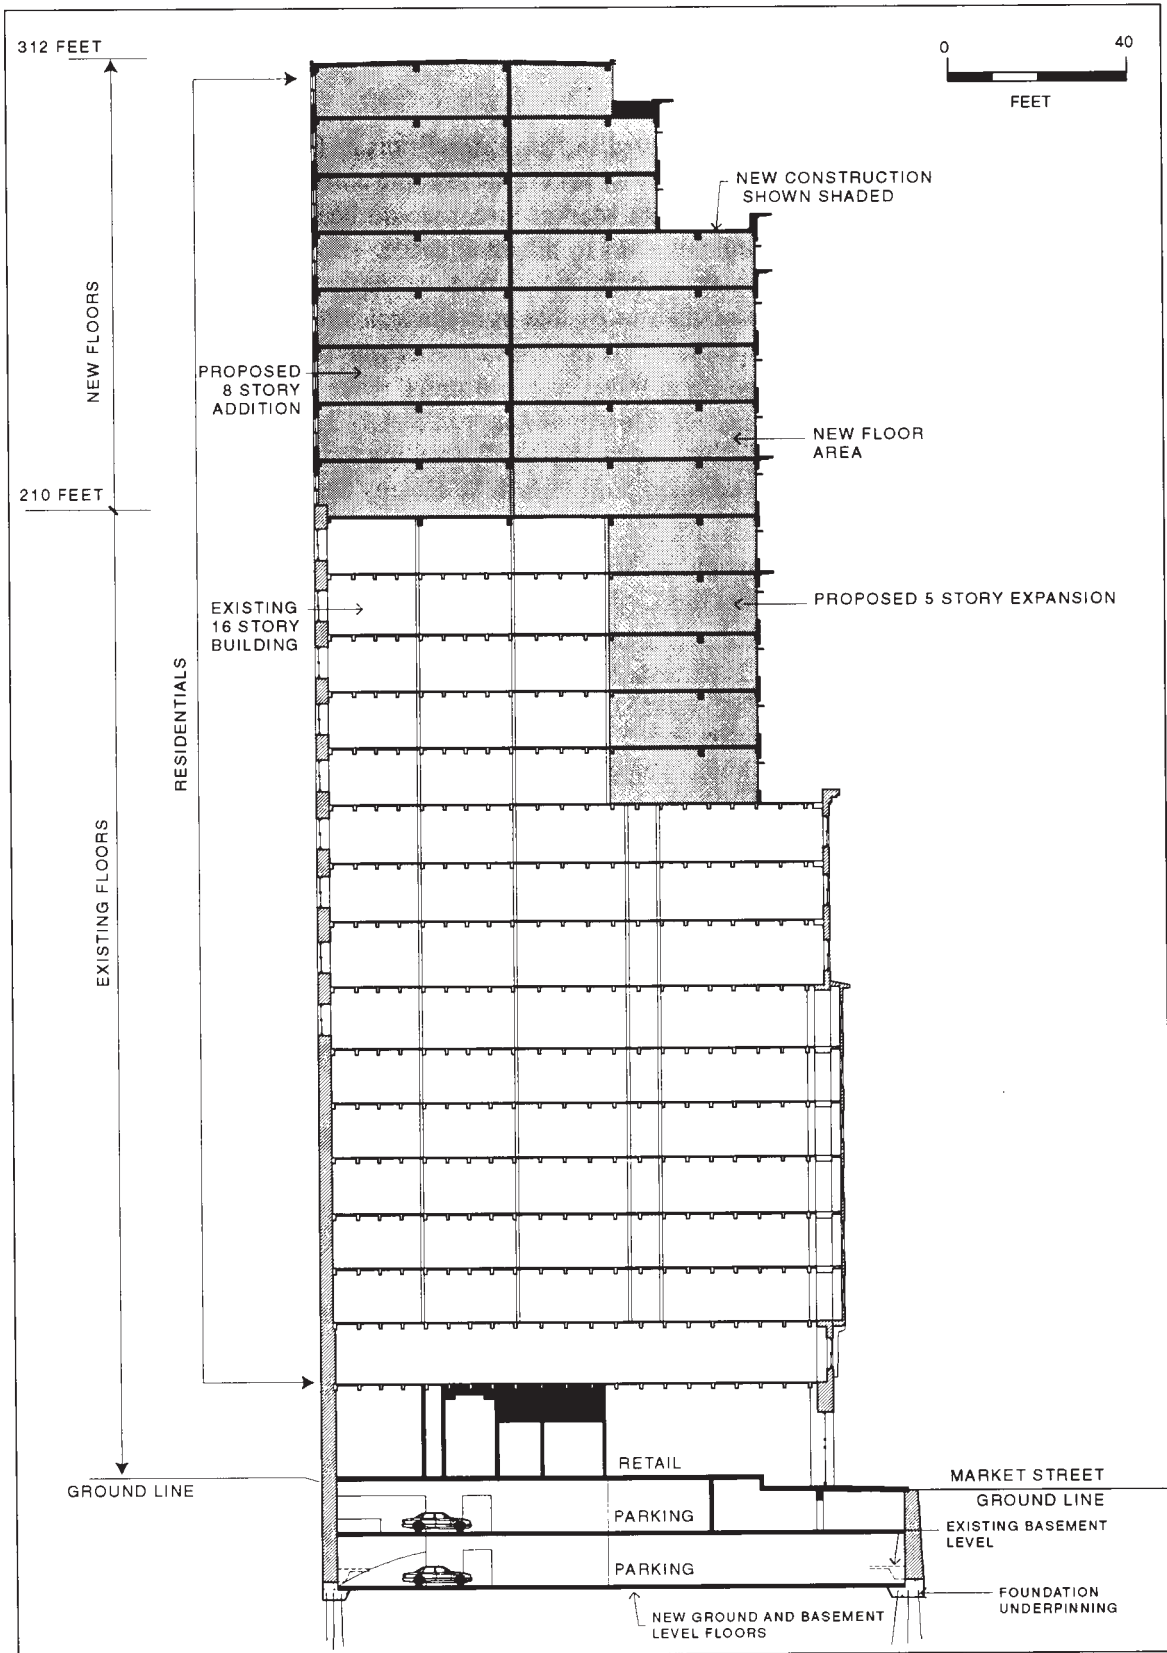 312 FEET
0 40
FEET
NEW CONSTRUCTION
SHOWN SHADED
NEW FLOORS
PROPOSED
8 STORY
ADDITION
NEW FLOOR
AREA
210 FEET
EXISTING
16 STORY
BUILDING
PROPOSED 5 STORY EXPANSION
RESIDENTIALS
EXISTING FLOORS
RETAIL
GROUND LINE
MARKET STREET
GROUND LINE
PARKING
EXISTING BASEMENT
LEVEL
PARKING
FOUNDATION
UNDERPINNING
NEW GROUND AND BASEMENT
LEVEL FLOORS